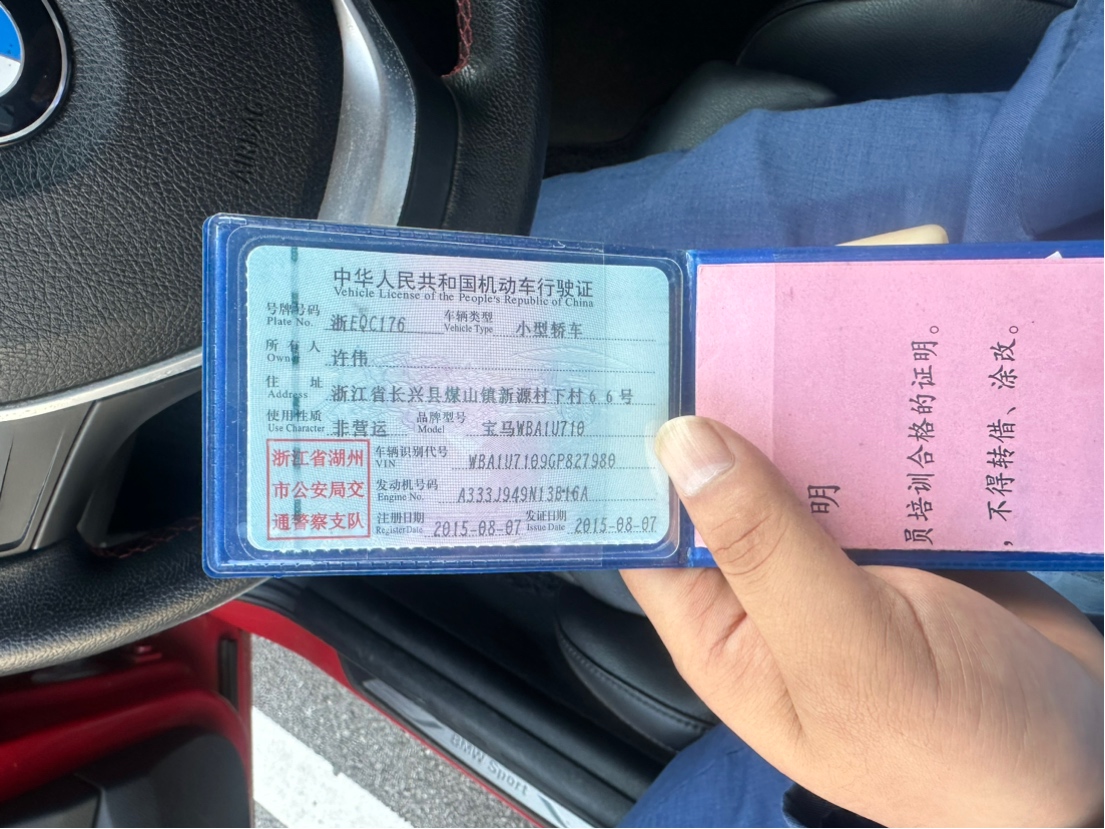 中华人民共和国机动车行驶证
Vehicle License of the People's Republic of China
号牌号码 浙EQC176 车辆类型 小型轿车
Plate No. Vehicle Type
所有人 许伟
Owner
住址 浙江省长兴县煤山镇新源村下村66号
Address
使用性质 非营运 品牌型号 宝马WBA1U710
Use Character Model
浙江省湖州
市公安局交
通警察支队
车辆识别代号 WBA1U7109GP827980
VIN
发动机号码 A333J949N13B16A
Engine No.
注册日期 2015-08-07 发证日期 2015-08-07
Register Date Issue Date
明
员培训合格的证明。
,不得转借、涂改。
BMW Sport